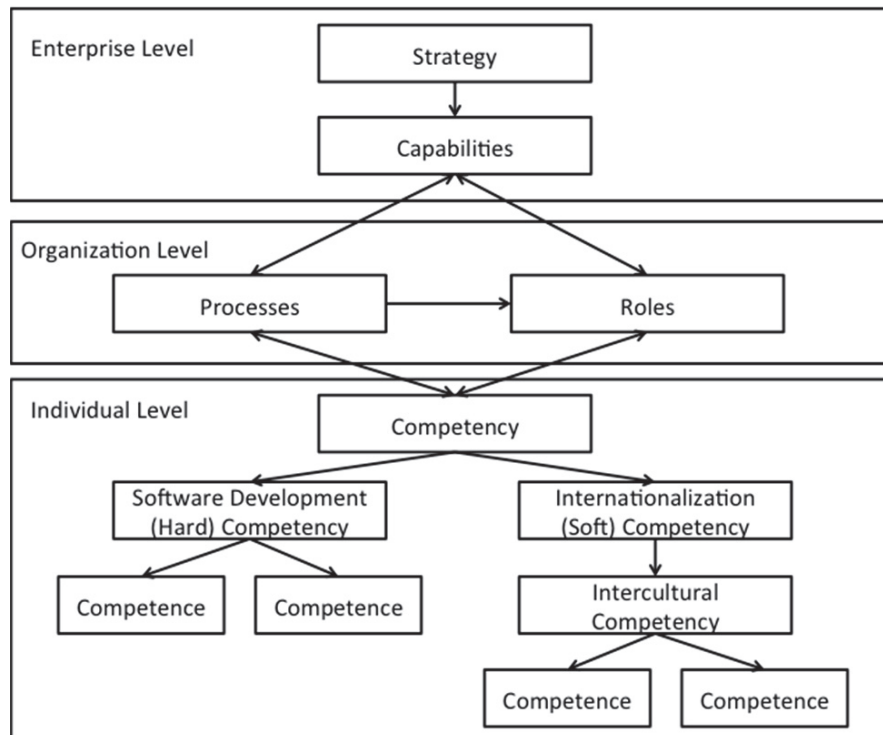 Enterprise Level
Strategy
Capabilities
Organization Level
Processes
Roles
Individual Level
Competency
Software Development
(Hard) Competency
Internationalization
(Soft) Competency
Competence
Competence
Intercultural
Competency
Competence
Competence